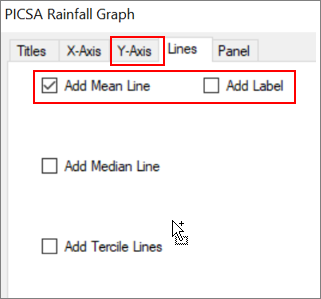 PICSA Rainfall Graph
Titles X-Axis Y-Axis Lines Panel
Add Mean Line Add Label
Add Median Line
Add Tercile Lines